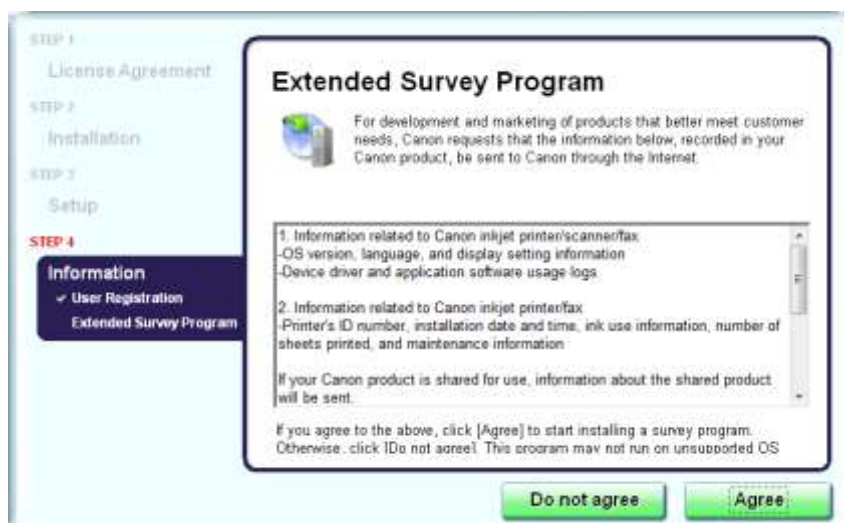 STEP 1
License Agreement
STEP 2
Installation
STEP 3
Setup
STEP 4
Information
✓ User Registration
Extended Survey Program
Extended Survey Program
For development and marketing of products that better meet customer
needs, Canon requests that the information below, recorded in your
Canon product, be sent to Canon through the Internet.
1. Information related to Canon inkjet printer/scanner/fax
-OS version, language, and display setting information
-Device driver and application software usage logs
2. Information related to Canon inkjet printer/fax
-Printer's ID number, installation date and time, ink use information, number of
sheets printed, and maintenance information
If your Canon product is shared for use, information about the shared product
will be sent.
If you agree to the above, click [Agree] to start installing a survey program.
Otherwise, click [Do not agree]. This program may not run on unsupported OS
Do not agree
Agree